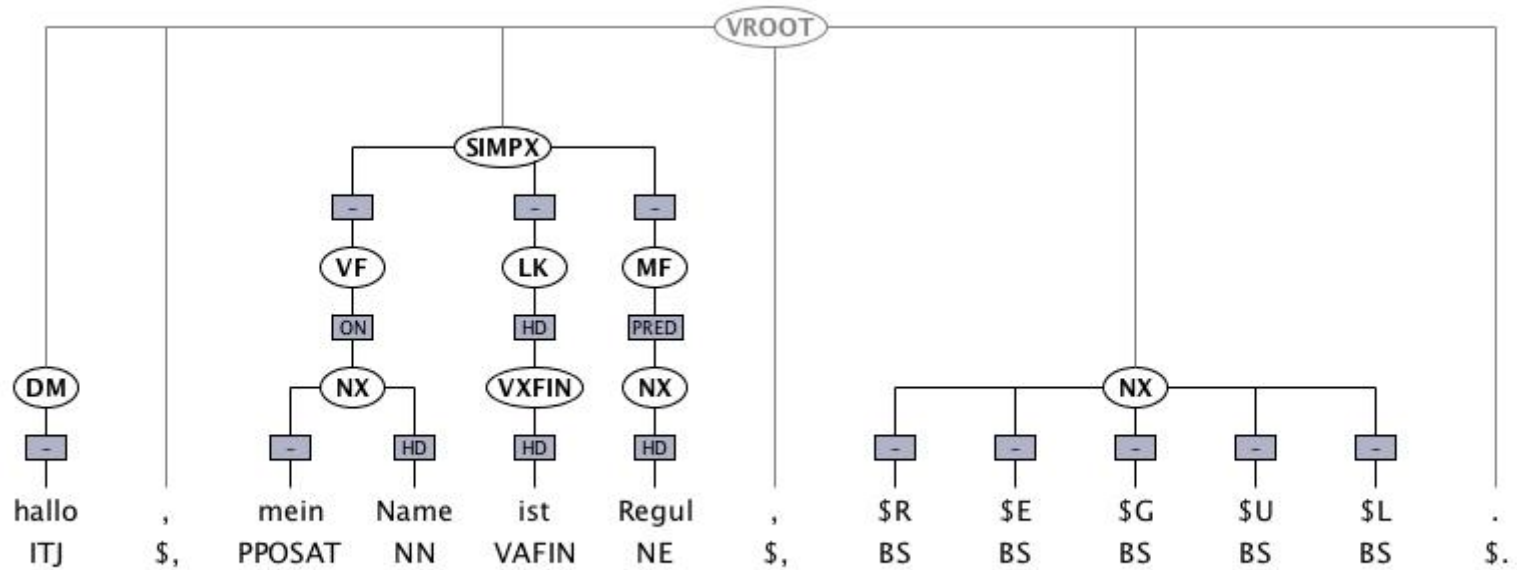 VROOT
SIMPX
- - -
VF LK MF
ON HD PRED
DM NX VXFIN NX NX
- - HD HD HD - - - - -
hallo , mein Name ist Regul , $R $E $G $U $L .
ITJ $, PPOSAT NN VAFIN NE $, BS BS BS BS BS $.